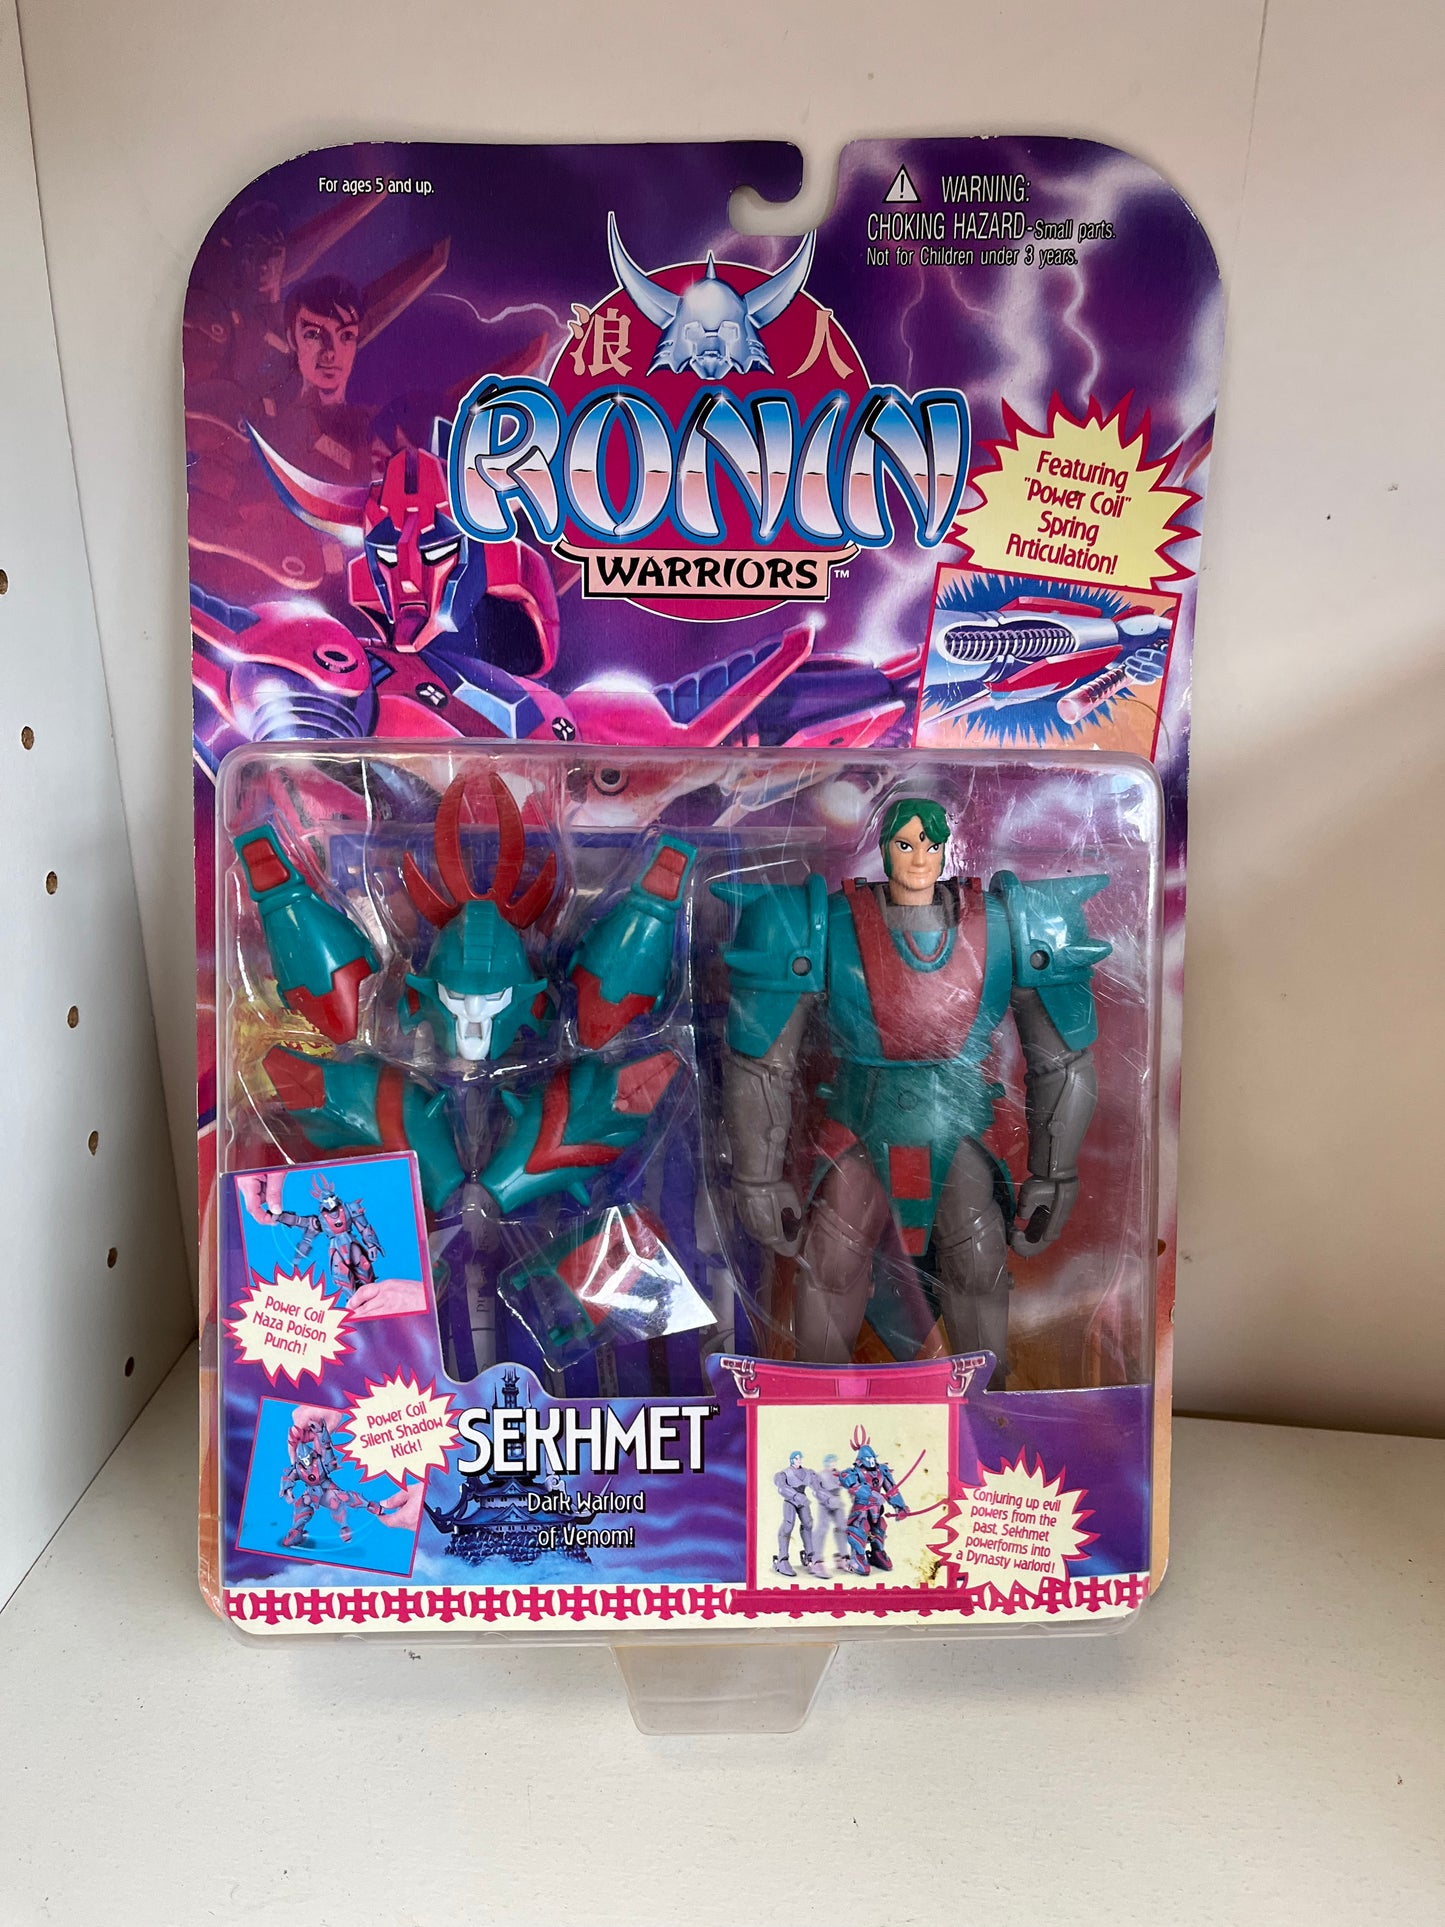 For ages 5 and up.
WARNING:
CHOKING HAZARD-Small parts.
Not for Children under 3 years.
浪 人
RONIN
WARRIORS™
Featuring
"Power Coil"
Spring
Articulation!
Power Coil
Naza Poison
Punch!
Power Coil
Silent Shadow
Kick!
SEKHMET™
Dark Warlord
of Venom!
Conjuring up evil
powers from the
past, Sekhmet
powerforms into
a Dynasty warlord!